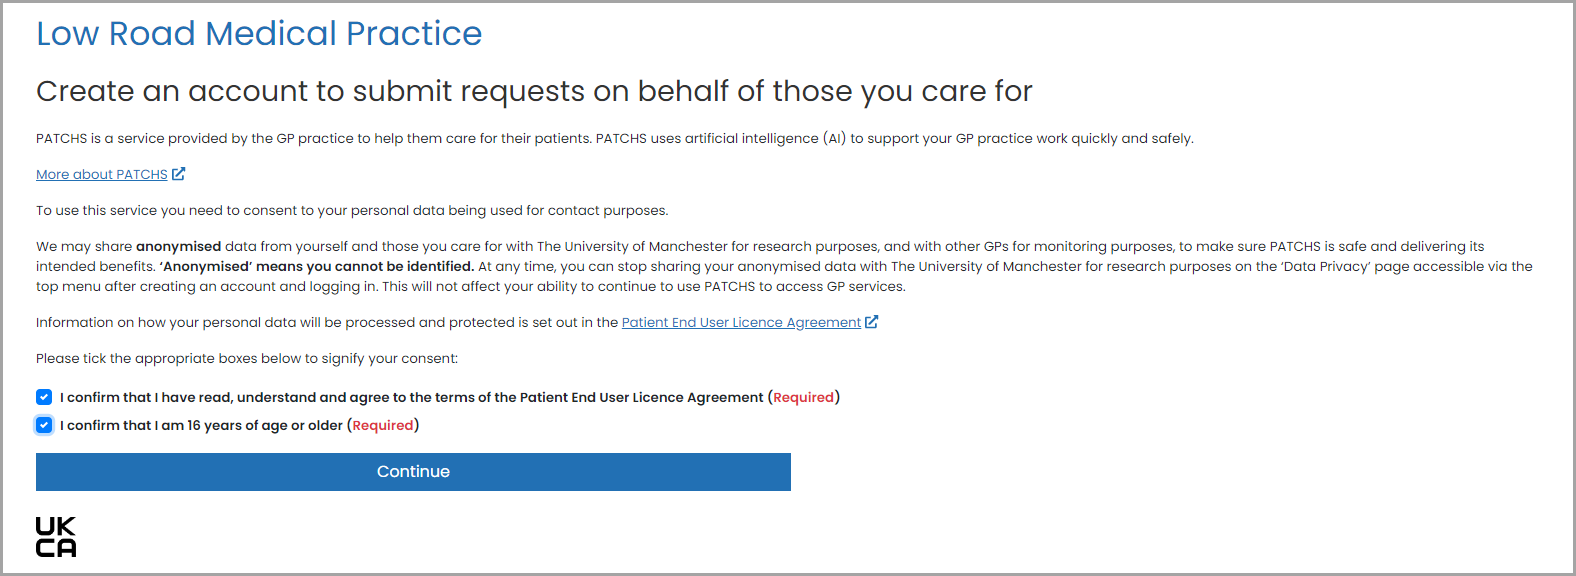 Low Road Medical Practice
Create an account to submit requests on behalf of those you care for
PATCHS is a service provided by the GP practice to help them care for their patients. PATCHS uses artificial intelligence (AI) to support your GP practice work quickly and safely.
More about PATCHS
To use this service you need to consent to your personal data being used for contact purposes.
We may share anonymised data from yourself and those you care for with The University of Manchester for research purposes, and with other GPs for monitoring purposes, to make sure PATCHS is safe and delivering its
intended benefits. ‘Anonymised’ means you cannot be identified. At any time, you can stop sharing your anonymised data with The University of Manchester for research purposes on the ‘Data Privacy’ page accessible via the
top menu after creating an account and logging in. This will not affect your ability to continue to use PATCHS to access GP services.
Information on how your personal data will be processed and protected is set out in the Patient End User Licence Agreement
Please tick the appropriate boxes below to signify your consent:
I confirm that I have read, understand and agree to the terms of the Patient End User Licence Agreement (Required)
I confirm that I am 16 years of age or older (Required)
Continue
UK
CA